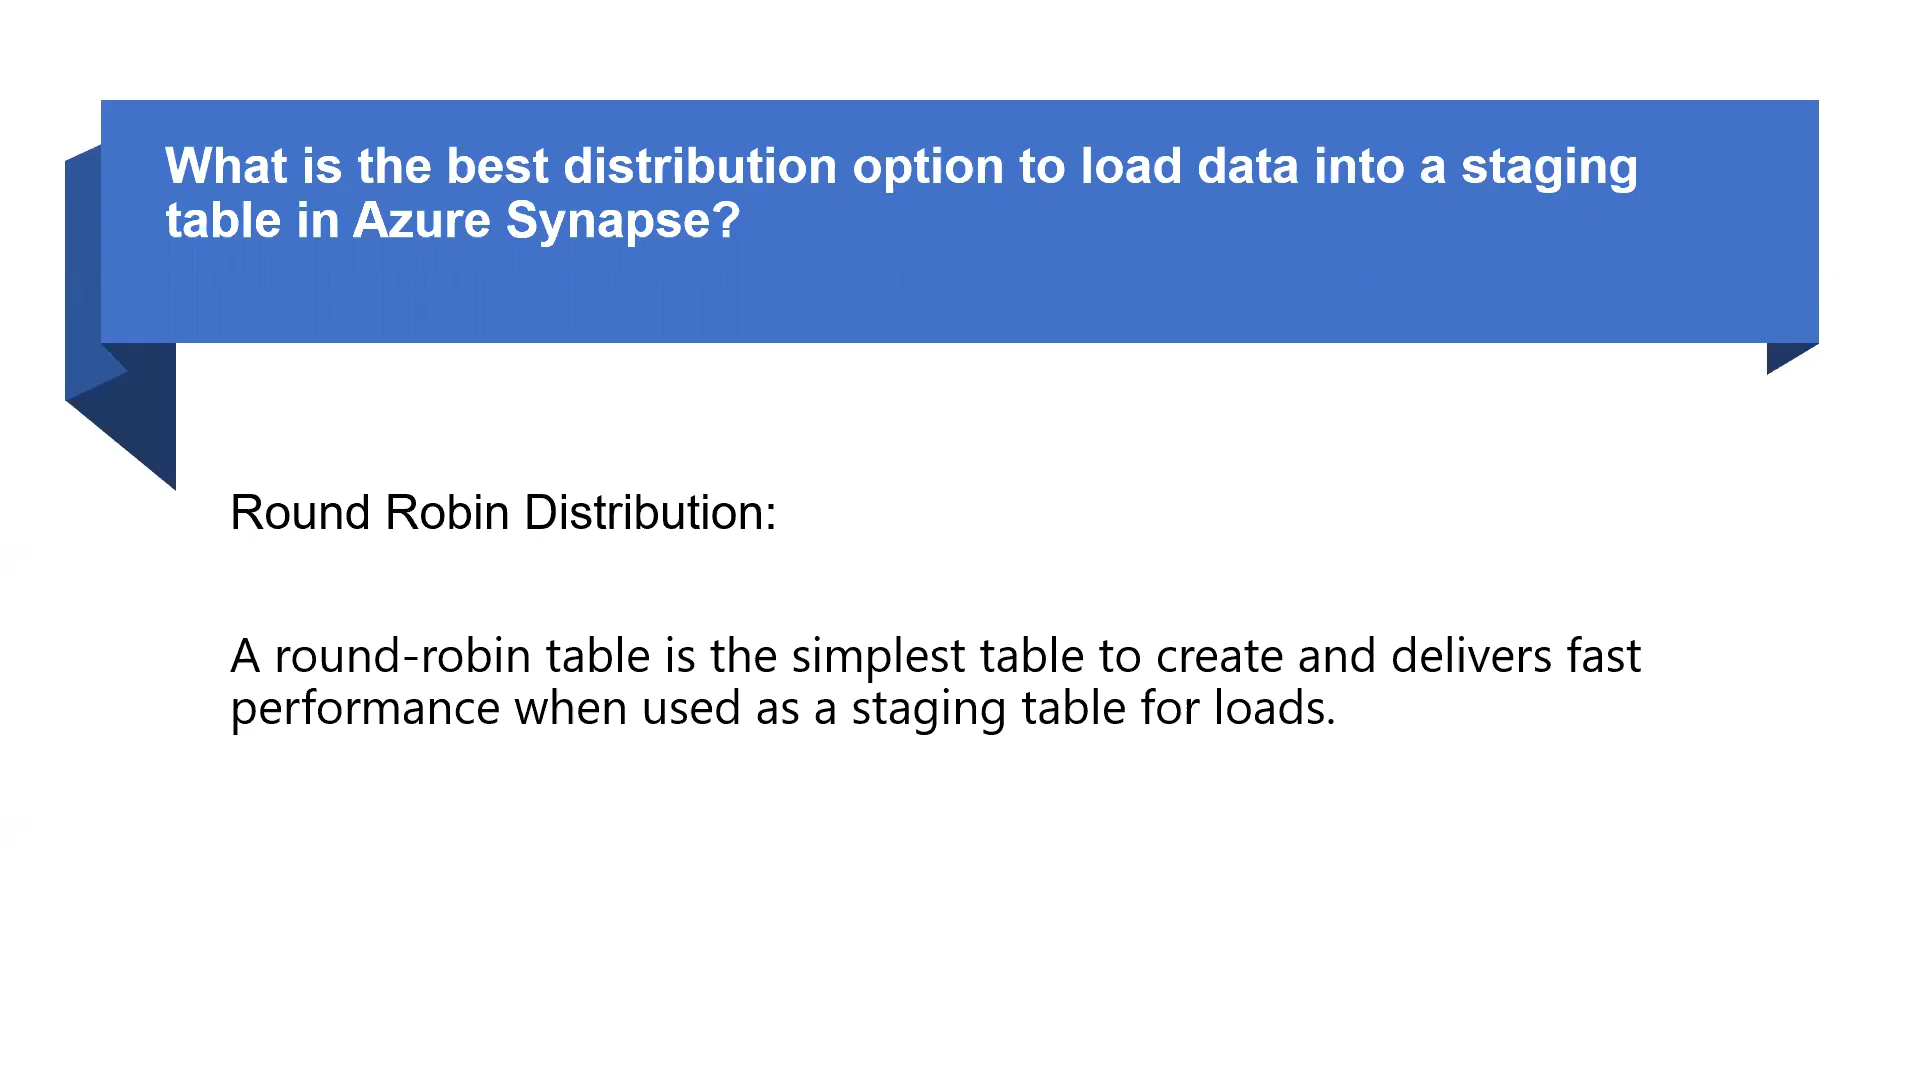 What is the best distribution option to load data into a staging
table in Azure Synapse?
Round Robin Distribution:
A round-robin table is the simplest table to create and delivers fast
performance when used as a staging table for loads.